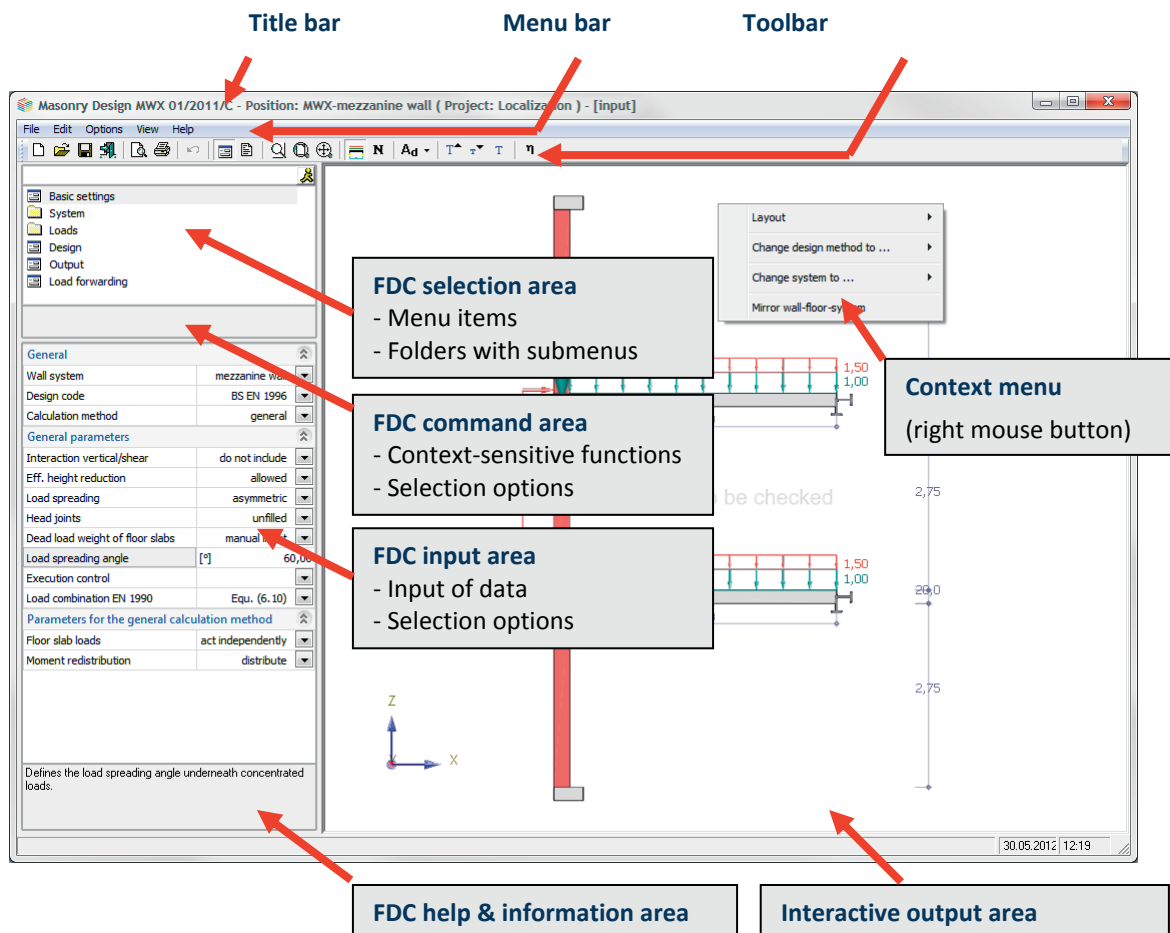 Title bar
Menu bar
Toolbar
Masonry Design MWX 01/2011/C - Position: MWX-mezzanine wall ( Project: Localization ) - [input]
File Edit Options View Help
N A d T T T η
Basic settings
System
Loads
Design
Output
Load forwarding
Layout
Change design method to ...
Change system to ...
Mirror wall-floor-system
FDC selection area
- Menu items
- Folders with submenus
Context menu
(right mouse button)
FDC command area
- Context-sensitive functions
- Selection options
FDC input area
- Input of data
- Selection options
General
Wall system mezzanine wall
Design code BS EN 1996
Calculation method general
General parameters
Interaction vertical/shear do not include
Eff. height reduction allowed
Load spreading asymmetric
Head joints unfilled
Dead load weight of floor slabs manual
Load spreading angle [°] 60,00
Execution control
Load combination EN 1990 Equ. (6.10)
Parameters for the general calculation method
Floor slab loads act independently
Moment redistribution distribute
1,50
1,00
be checked
2,75
1,50
1,00
2,75
Z
X
Defines the load spreading angle underneath concentrated
loads.
30.05.2012 12:19
FDC help & information area
Interactive output area